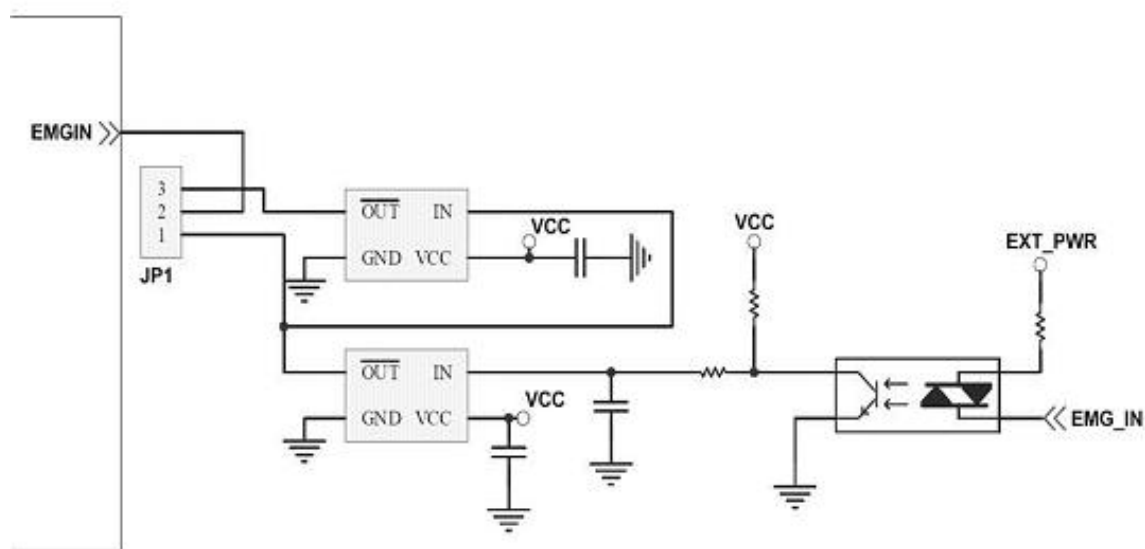 EMGIN
3
2
1
JP1
OUT IN
GND VCC
VCC
VCC
EXT_PWR
OUT IN
GND VCC
VCC
EMG_IN